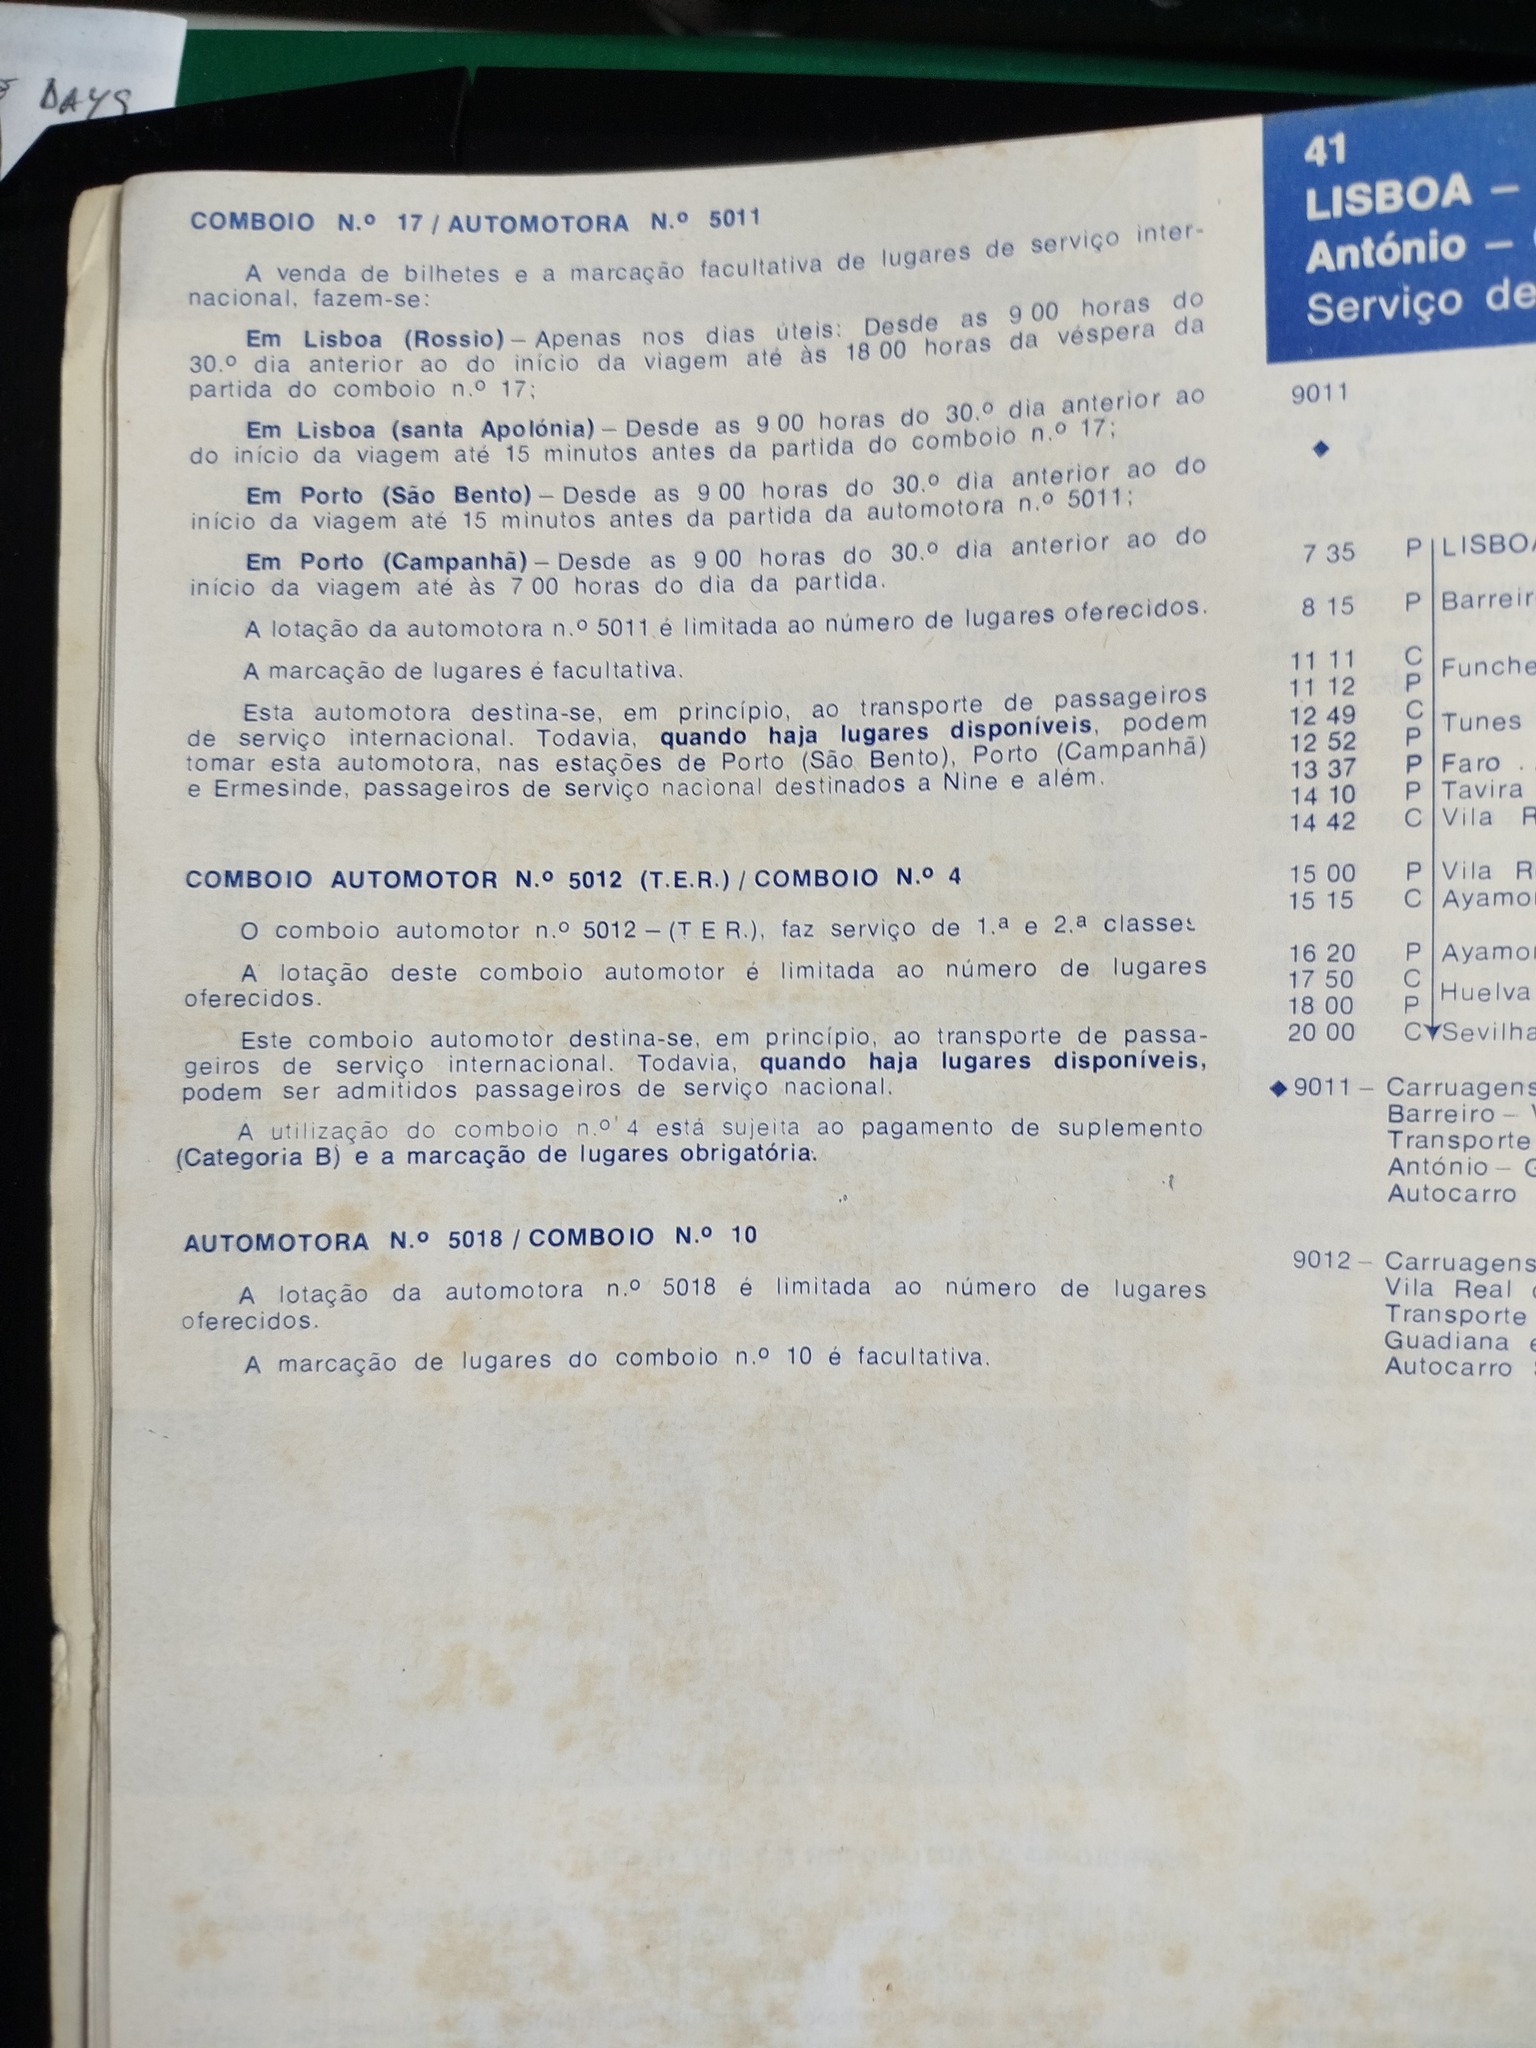 DAYS
COMBOIO N.º 17 / AUTOMOTORA N.º 5011
A venda de bilhetes e a marcação facultativa de lugares de serviço inter-
nacional, fazem-se:
Em Lisboa (Rossio) – Apenas nos dias úteis: Desde as 9 00 horas do
30.º dia anterior ao do início da viagem até às 18 00 horas da véspera da
partida do comboio n.º 17;
Em Lisboa (santa Apolónia) – Desde as 9 00 horas do 30.º dia anterior ao
do início da viagem até 15 minutos antes da partida do comboio n.º 17;
Em Porto (São Bento) – Desde as 9 00 horas do 30.º dia anterior ao do
início da viagem até 15 minutos antes da partida da automotora n.º 5011;
Em Porto (Campanhã) – Desde as 9 00 horas do 30.º dia anterior ao do
início da viagem até às 7 00 horas do dia da partida.
A lotação da automotora n.º 5011 é limitada ao número de lugares oferecidos.
A marcação de lugares é facultativa.
Esta automotora destina-se, em princípio, ao transporte de passageiros
de serviço internacional. Todavia, quando haja lugares disponíveis, podem
tomar esta automotora, nas estações de Porto (São Bento), Porto (Campanhã)
e Ermesinde, passageiros de serviço nacional destinados a Nine e além.
COMBOIO AUTOMOTOR N.º 5012 (T.E.R.) / COMBOIO N.º 4
O comboio automotor n.º 5012 – (T E R.), faz serviço de 1.ª e 2.ª classes
A lotação deste comboio automotor é limitada ao número de lugares
oferecidos.
Este comboio automotor destina-se, em princípio, ao transporte de passa-
geiros de serviço internacional. Todavia, quando haja lugares disponíveis,
podem ser admitidos passageiros de serviço nacional.
A utilização do comboio n.º 4 está sujeita ao pagamento de suplemento
(Categoria B) e a marcação de lugares obrigatória.
AUTOMOTORA N.º 5018 / COMBOIO N.º 10
A lotação da automotora n.º 5018 é limitada ao número de lugares
oferecidos.
A marcação de lugares do comboio n.º 10 é facultativa.
41
LISBOA –
António –
Serviço de
9011
7 35 P LISBOA
8 15 P Barreir
11 11 C
Funche
11 12 P
12 49 C
Tunes
12 52 P
13 37 P Faro .
14 10 P Tavira
14 42 C Vila R
15 00 P Vila R
15 15 C Ayamo
16 20 P Ayamo
17 50 C
Huelva
18 00 P
20 00 C Sevilha
◆ 9011 – Carruagens
Barreiro –
Transporte
António –
Autocarro
9012 – Carruagens
Vila Real
Transporte
Guadiana e
Autocarro